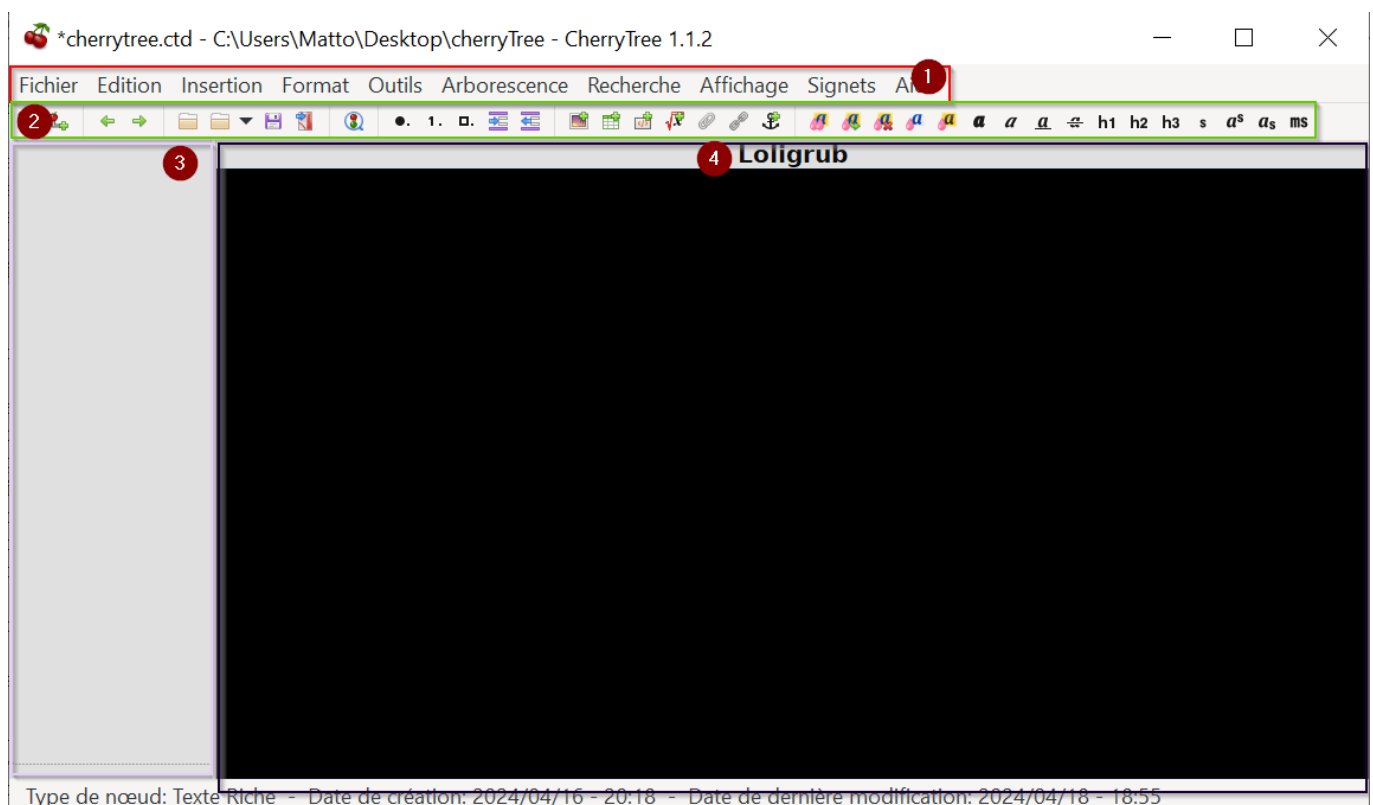 *cherrytree.ctd - C:\Users\Matto\Desktop\cherryTree - CherryTree 1.1.2
Fichier Edition Insertion Format Outils Arborescence Recherche Affichage Signets 1
2 1. a a a a a a a a a h1 h2 h3 s aˢ aₛ ms
3 4 Loligrub
Type de nœud: Texte Riche - Date de création: 2024/04/16 - 20:18 - Date de dernière modification: 2024/04/18 - 18:55